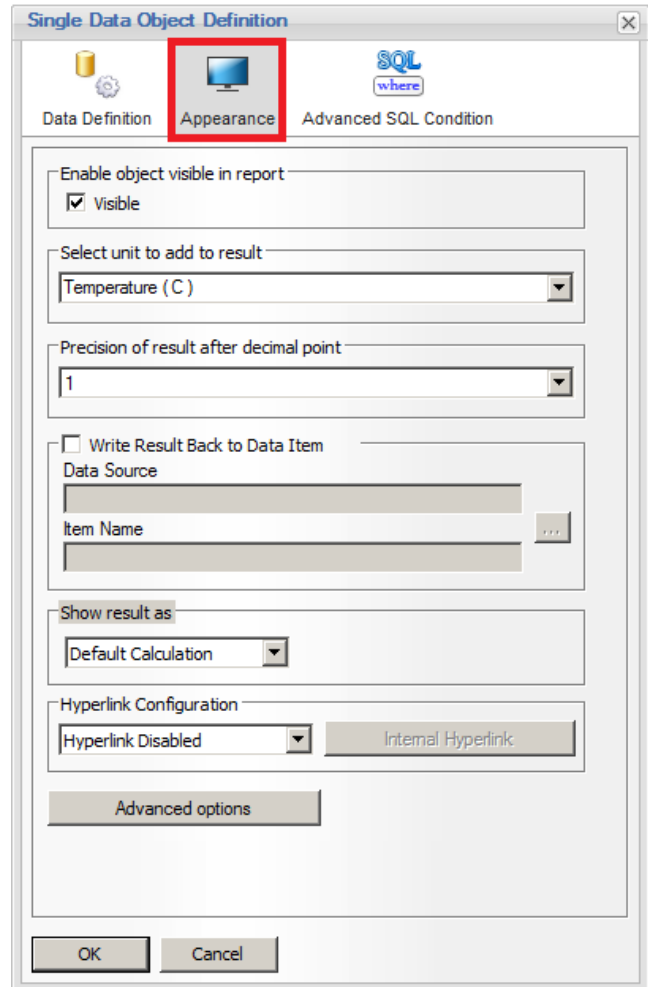 Single Data Object Definition
SQL
where
Data Definition Appearance Advanced SQL Condition
Enable object visible in report
Visible
Select unit to add to result
Temperature ( C )
Precision of result after decimal point
1
Write Result Back to Data Item
Data Source
Item Name
...
Show result as
Default Calculation
Hyperlink Configuration
Hyperlink Disabled Internal Hyperlink
Advanced options
OK Cancel